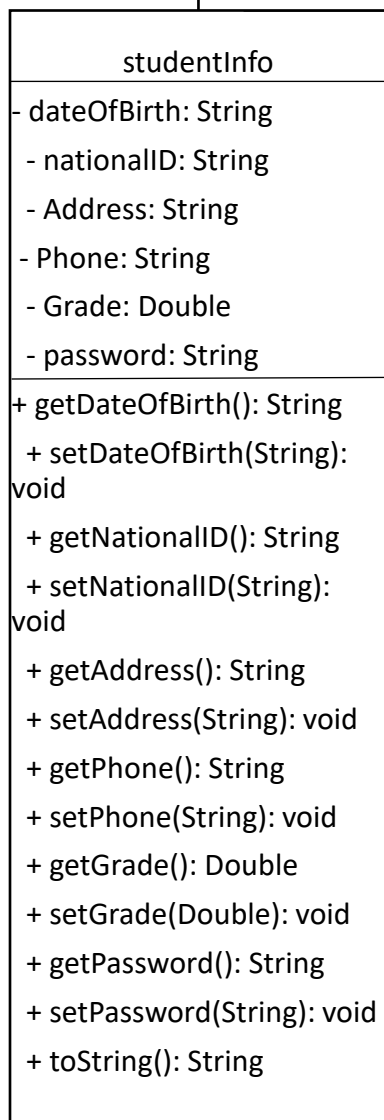 studentInfo
- dateOfBirth: String
- nationalID: String
- Address: String
- Phone: String
- Grade: Double
- password: String
+ getDateOfBirth(): String
+ setDateOfBirth(String):
void
+ getNationalID(): String
+ setNationalID(String):
void
+ getAddress(): String
+ setAddress(String): void
+ getPhone(): String
+ setPhone(String): void
+ getGrade(): Double
+ setGrade(Double): void
+ getPassword(): String
+ setPassword(String): void
+ toString(): String